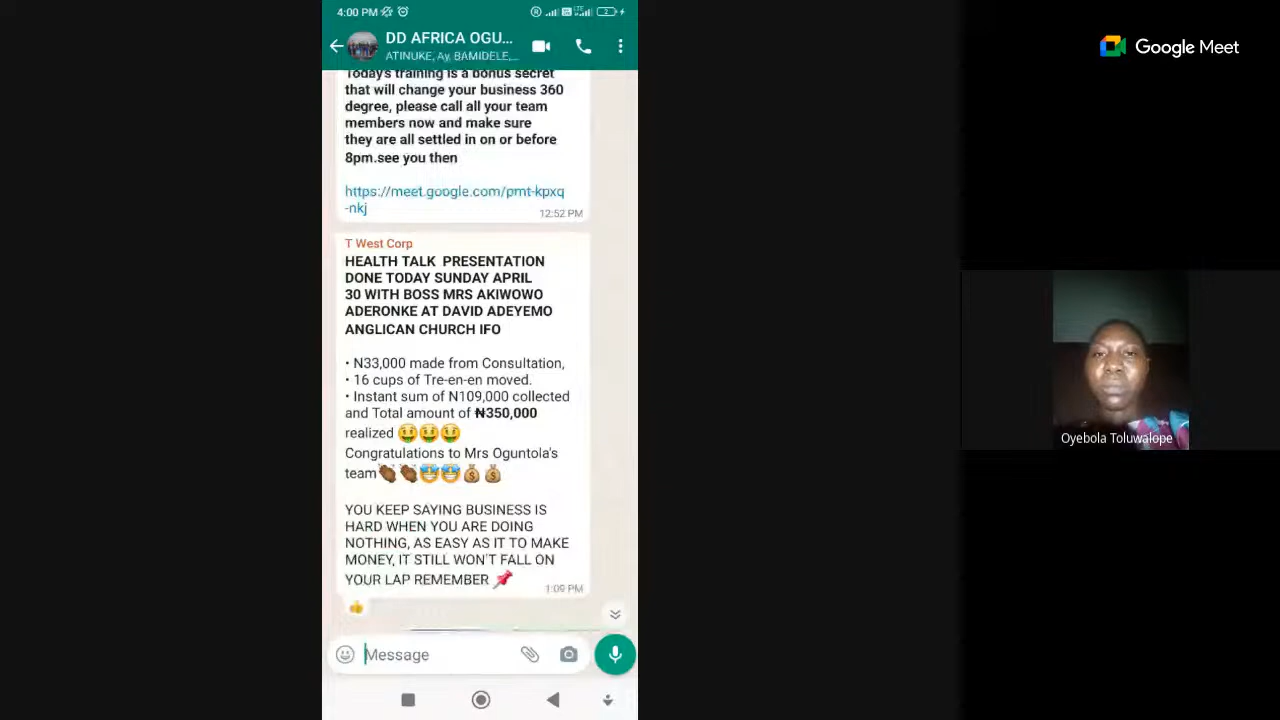 4:00 PM
DD AFRICA OGU...
ATINUKE, Ay, BAMIDELE,...
Google Meet
Today's training is a bonus secret
that will change your business 360
degree, please call all your team
members now and make sure
they are all settled in on or before
8pm.see you then
https://meet.google.com/pmt-kpxq
-nkj
12:52 PM
T West Corp
HEALTH TALK PRESENTATION
DONE TODAY SUNDAY APRIL
30 WITH BOSS MRS AKIWOWO
ADERONKE AT DAVID ADEYEMO
ANGLICAN CHURCH IFO
• N33,000 made from Consultation,
• 16 cups of Tre-en-en moved.
• Instant sum of N109,000 collected
and Total amount of ₦350,000
realized 🤑🤑🤑
Congratulations to Mrs Oguntola's
team👏🏾👏🏾🤑🤑💰💰
YOU KEEP SAYING BUSINESS IS
HARD WHEN YOU ARE DOING
NOTHING, AS EASY AS IT TO MAKE
MONEY, IT STILL WON'T FALL ON
YOUR LAP REMEMBER 📌
1:09 PM
Message
Oyebola Toluwalope